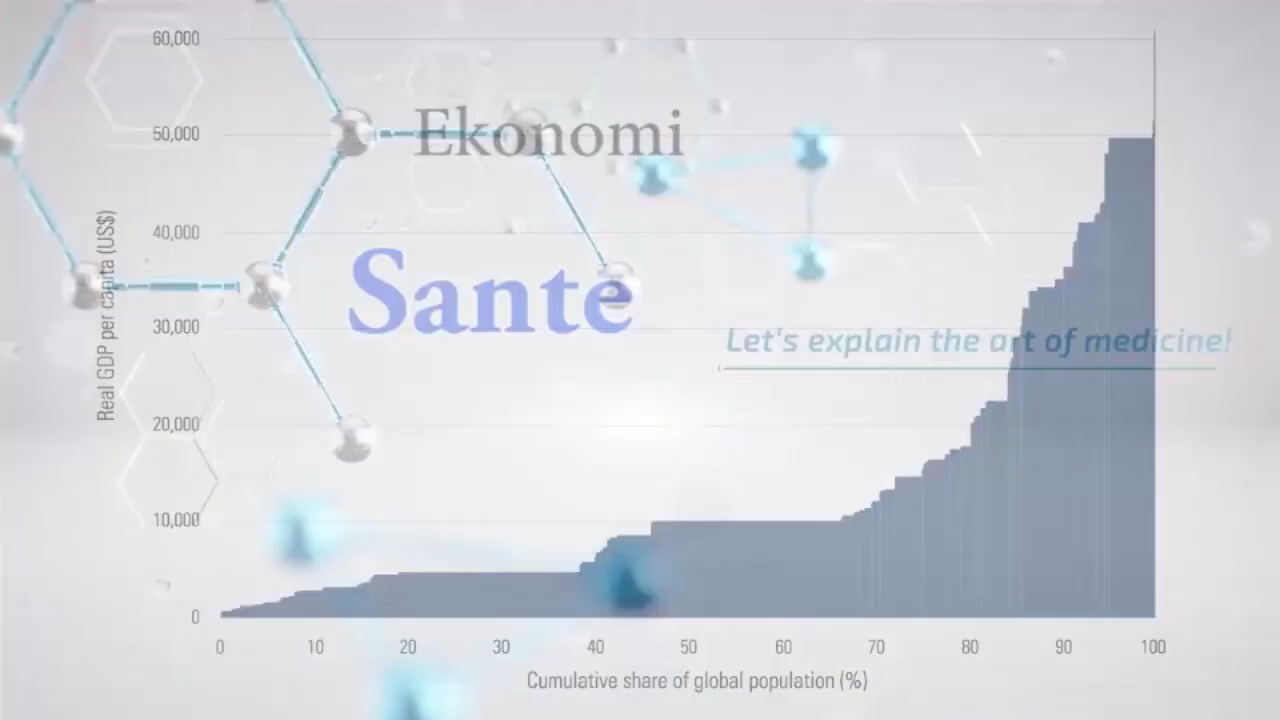 60,000
Ekonomi
50,000
Sante
40,000
Real GDP per capita (US$)
30,000
Let's explain the art of medicine!
20,000
10,000
0
0 10 20 30 40 50 60 70 80 90 100
Cumulative share of global population (%)